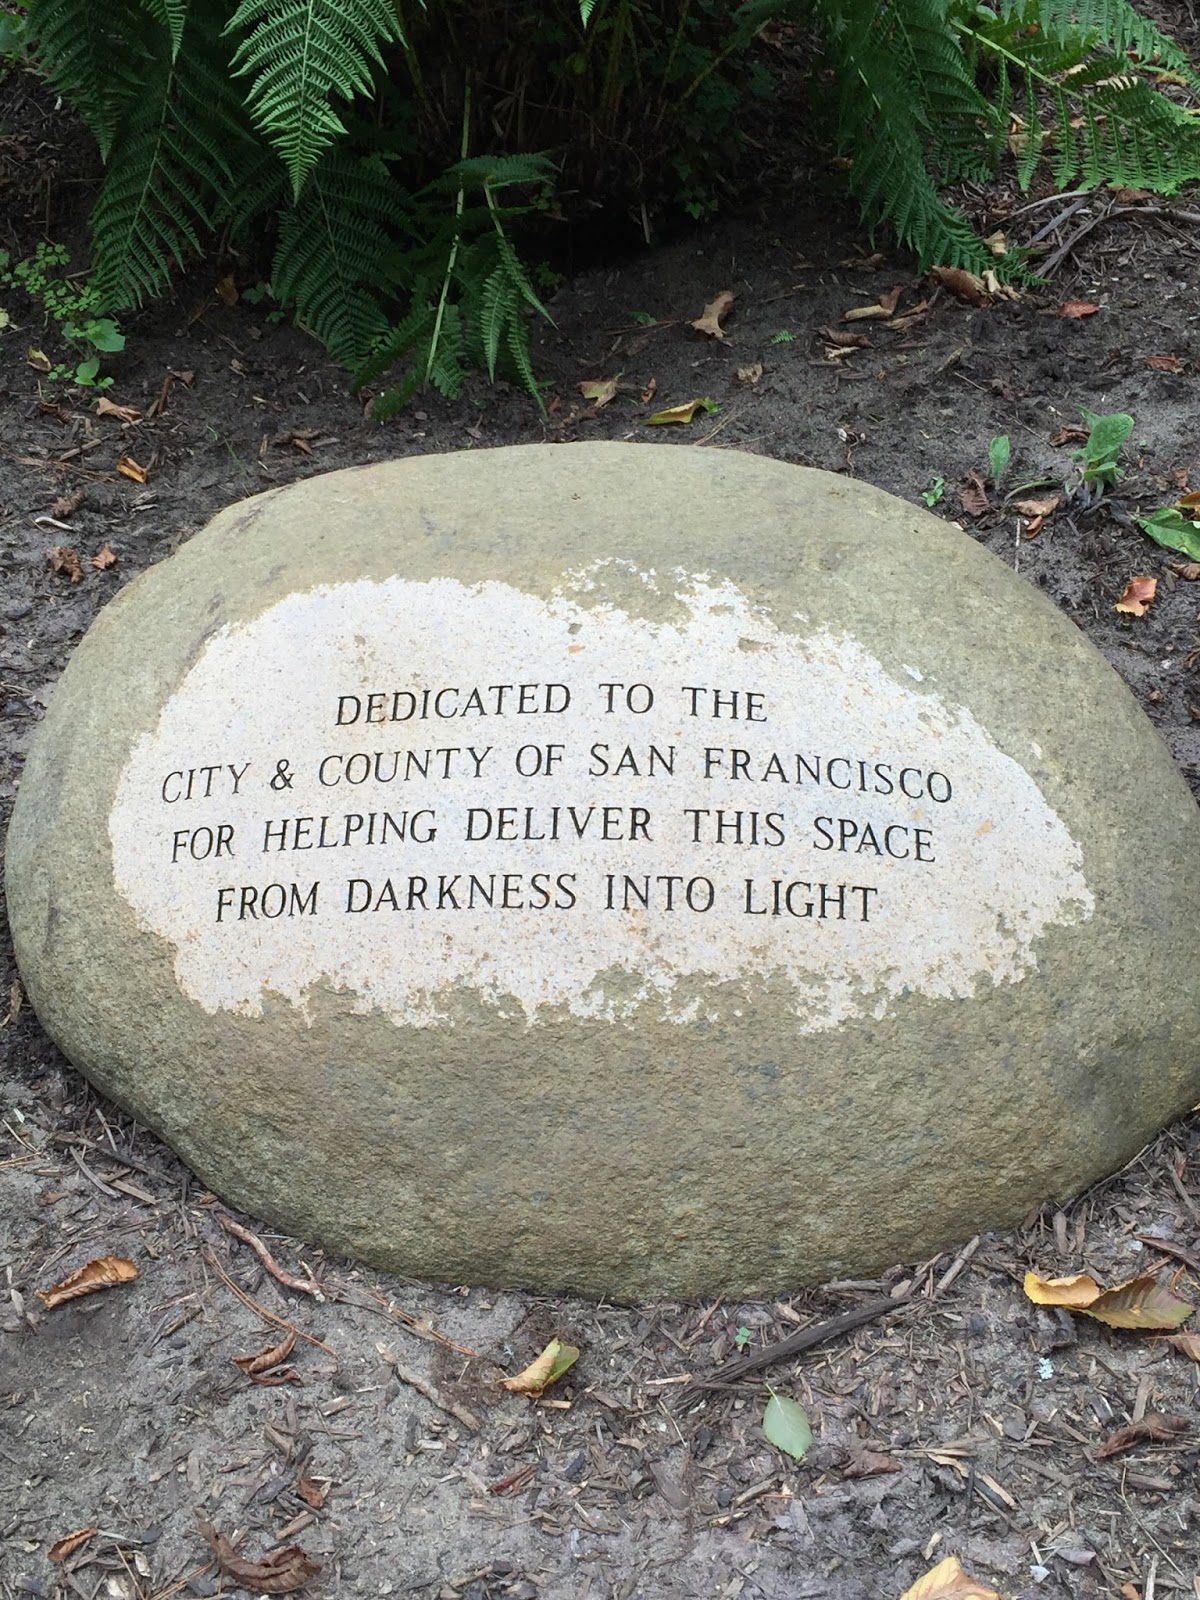 DEDICATED TO THE
CITY & COUNTY OF SAN FRANCISCO
FOR HELPING DELIVER THIS SPACE
FROM DARKNESS INTO LIGHT